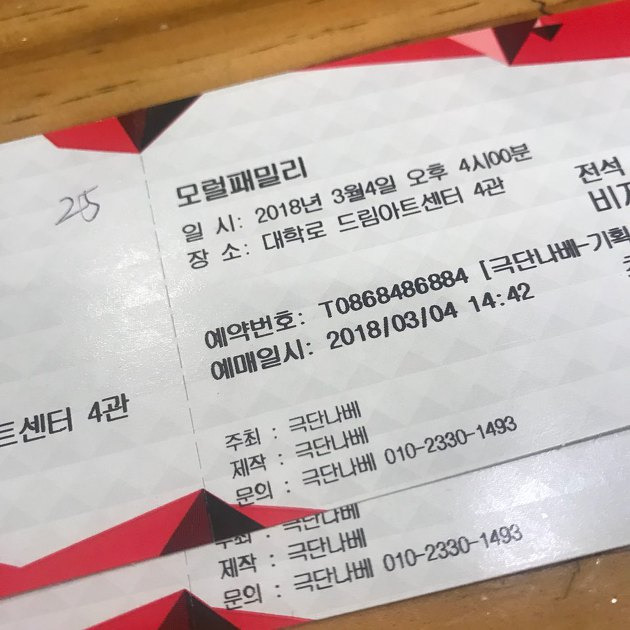 25
모럴패밀리
일 시: 2018년 3월4일 오후 4시00분
장 소: 대학로 드림아트센터 4관
전석
예약번호: T0868486884 [극단나베-기획
예매일시: 2018/03/04 14:42
트센터 4관
주최 : 극단나베
제작 : 극단나베
문의 : 극단나베 010-2330-1493
주최 : 극단나베
제작 : 극단나베
문의 : 극단나베 010-2330-1493